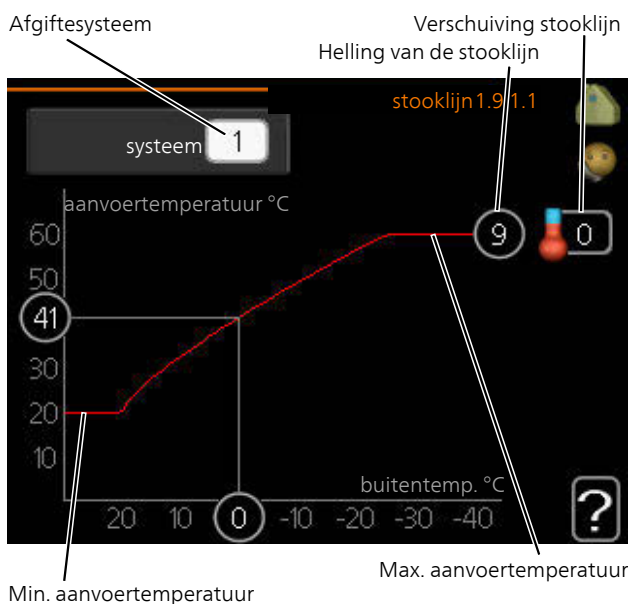 Afgiftesysteem
Verschuiving stooklijn
Helling van de stooklijn
stooklijn 1.9.1.1
systeem 1
aanvoertemperatuur °C
60
9
0
50
41
30
20
10
buitentemp. °C
20 10 0 -10 -20 -30 -40
?
Max. aanvoertemperatuur
Min. aanvoertemperatuur